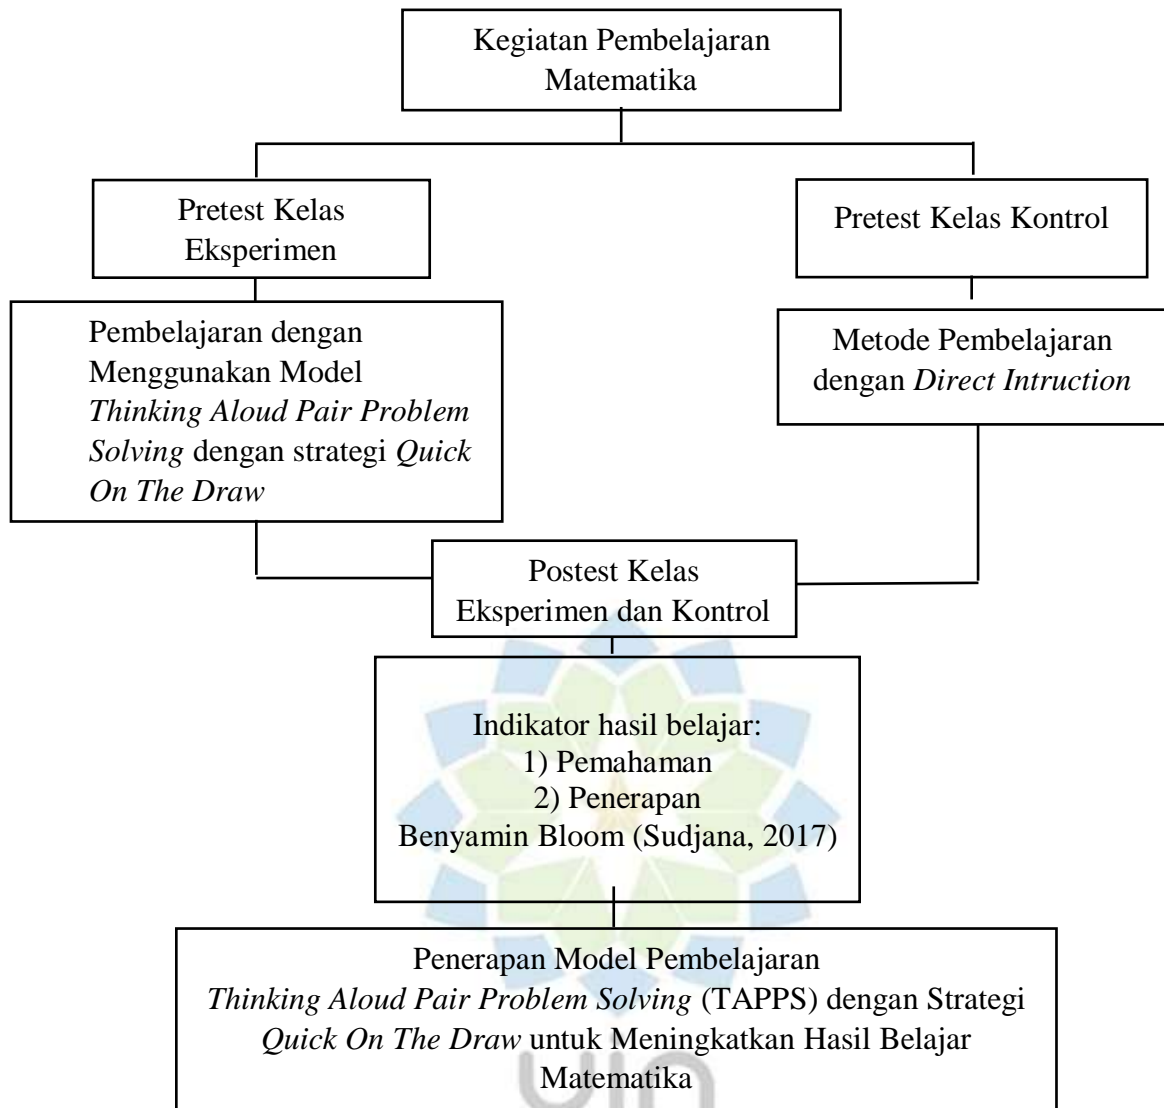 Kegiatan Pembelajaran
Matematika
Pretest Kelas
Eksperimen
Pretest Kelas Kontrol
Pembelajaran dengan
Menggunakan Model
Thinking Aloud Pair Problem
Solving dengan strategi Quick
On The Draw
Metode Pembelajaran
dengan Direct Intruction
Postest Kelas
Eksperimen dan Kontrol
Indikator hasil belajar:
1) Pemahaman
2) Penerapan
Benyamin Bloom (Sudjana, 2017)
Penerapan Model Pembelajaran
Thinking Aloud Pair Problem Solving (TAPPS) dengan Strategi
Quick On The Draw untuk Meningkatkan Hasil Belajar
Matematika
uin